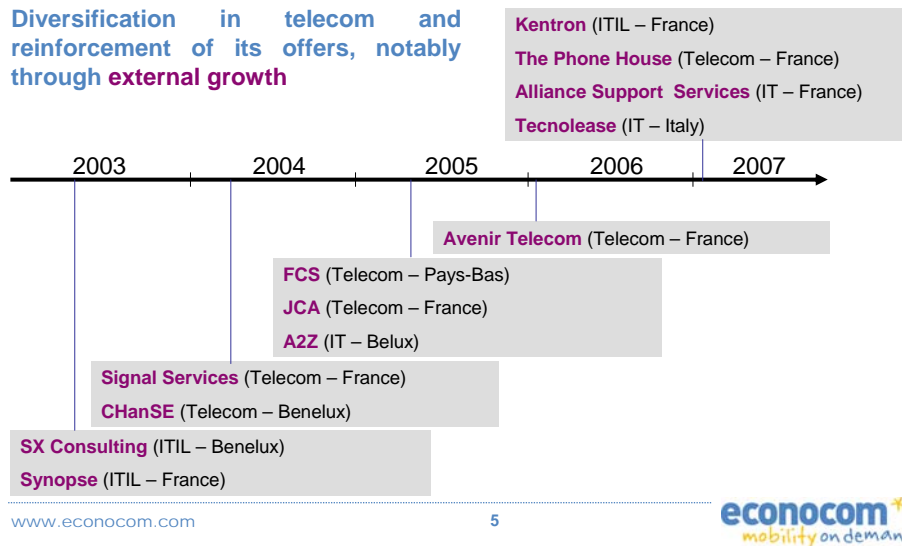 Diversification in telecom and
reinforcement of its offers, notably
through external growth
Kentron (ITIL – France)
The Phone House (Telecom – France)
Alliance Support Services (IT – France)
Tecnolease (IT – Italy)
2003 2004 2005 2006 2007
Avenir Telecom (Telecom – France)
FCS (Telecom – Pays-Bas)
JCA (Telecom – France)
A2Z (IT – Belux)
Signal Services (Telecom – France)
CHanSE (Telecom – Benelux)
SX Consulting (ITIL – Benelux)
Synopse (ITIL – France)
www.econocom.com 5
econocom
mobility on deman